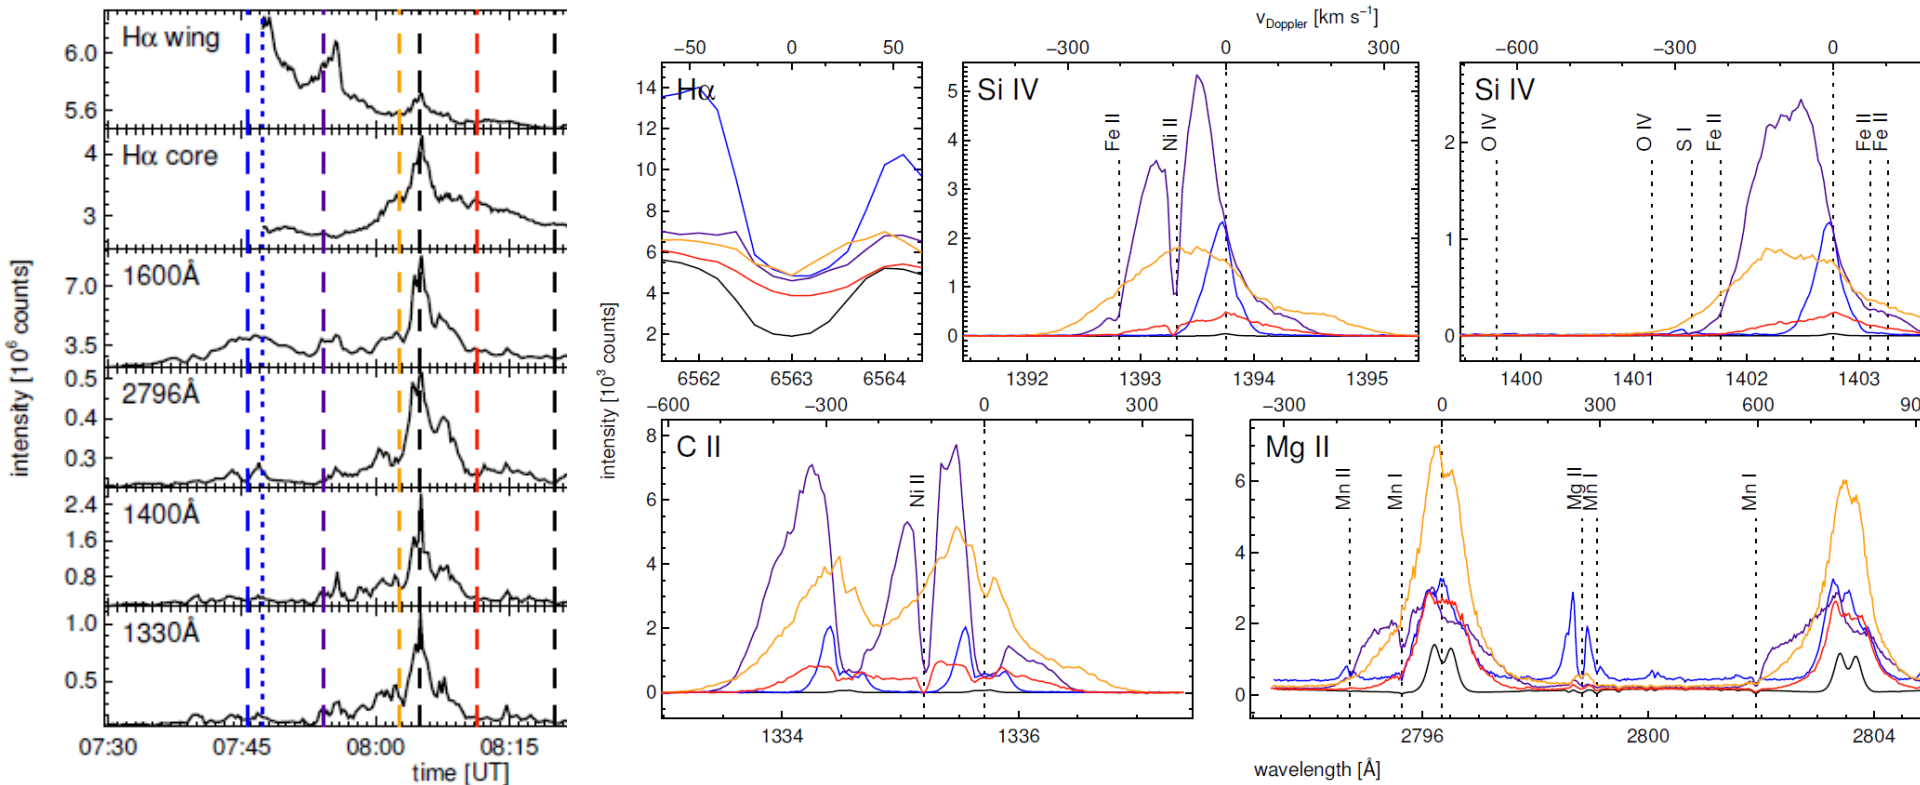 Hα wing
6.0
5.6
Hα core
4
3
1600Å
7.0
3.5
2796Å
0.5
0.4
0.3
1400Å
2.4
1.6
0.8
1330Å
1.0
0.5
07:30 07:45 08:00 08:15
time [UT]
intensity [10⁶ counts]
vDoppler [km s⁻¹]
−50 0 50
Hα
14
12
10
8
6
4
2
6562 6563 6564
−300 0 300
Si IV
Fe II
Ni II
5
4
3
2
1
0
1392 1393 1394 1395
−600 −300 0
Si IV
O IV
O IV
S I
Fe II
Fe II
Fe II
2
1
0
1400 1401 1402 1403
intensity [10³ counts]
−600 −300 0 300
C II
Ni II
8
6
4
2
0
1334 1336
−300 0 300 600 90
Mg II
Mn II
Mn I
Mg II
Mn I
Mn I
6
4
2
0
2796 2800 2804
wavelength [Å]